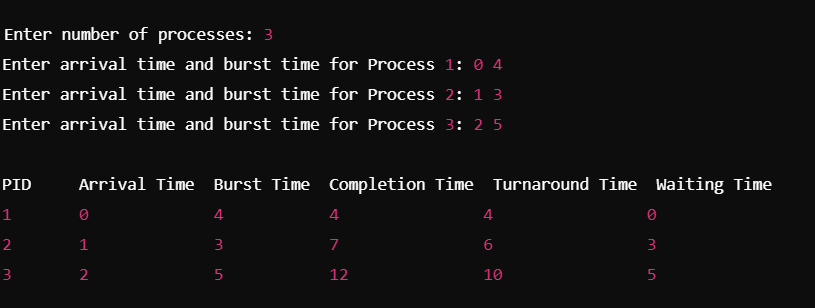 Enter number of processes: 3
Enter arrival time and burst time for Process 1: 0 4
Enter arrival time and burst time for Process 2: 1 3
Enter arrival time and burst time for Process 3: 2 5
PID Arrival Time Burst Time Completion Time Turnaround Time Waiting Time
1 0 4 4 4 0
2 1 3 7 6 3
3 2 5 12 10 5